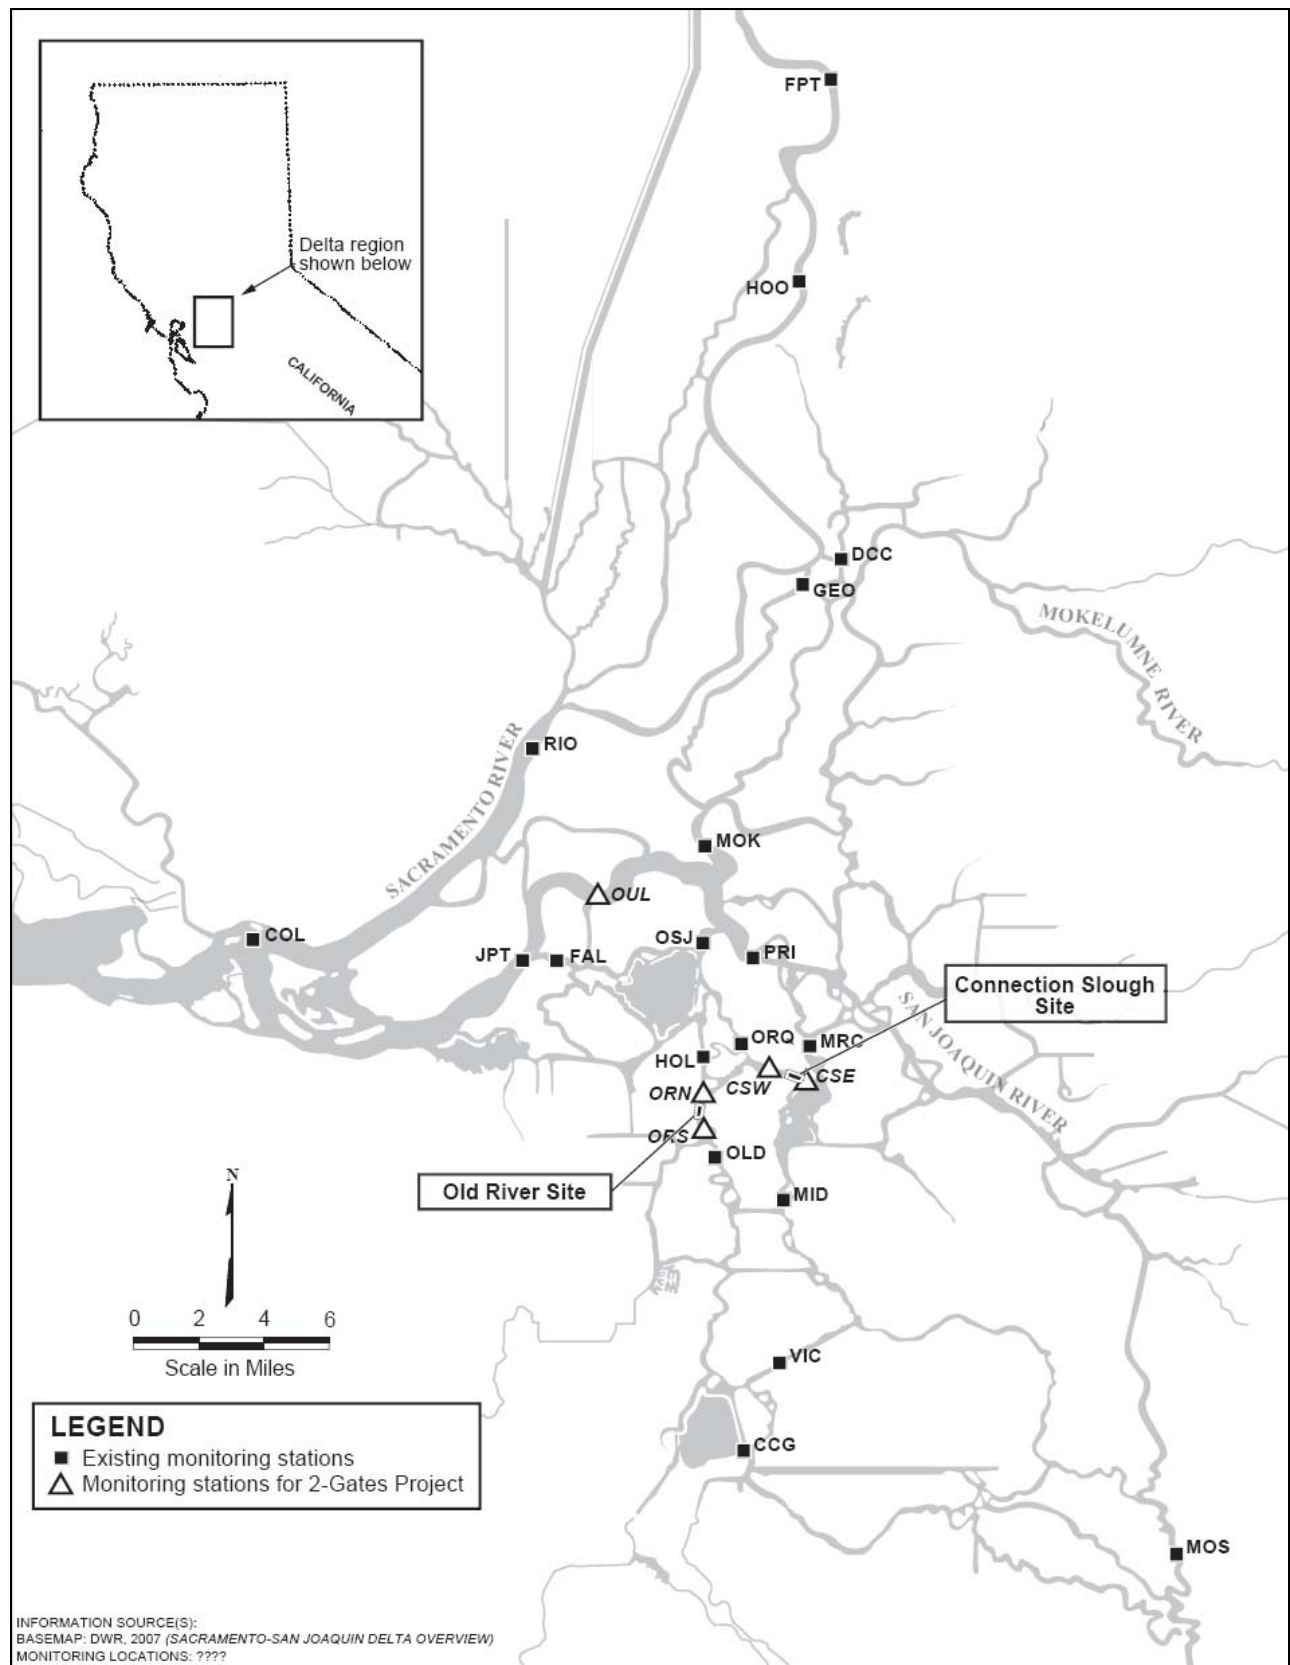 FPT
Delta region
shown below
HOO
CALIFORNIA
DCC
GEO
MOKELUMNE RIVER
SACRAMENTO RIVER
RIO
MOK
OUL
COL
OSJ
JPT
FAL
PRI
Connection Slough
Site
SAN JOAQUIN RIVER
ORQ
MRC
HOL
CSW
CSE
ORN
ORS
OLD
Old River Site
MID
N
0 2 4 6
Scale in Miles
VIC
LEGEND
Existing monitoring stations
Monitoring stations for 2-Gates Project
CCG
MOS
INFORMATION SOURCE(S):
BASEMAP: DWR, 2007 (SACRAMENTO-SAN JOAQUIN DELTA OVERVIEW)
MONITORING LOCATIONS: ????